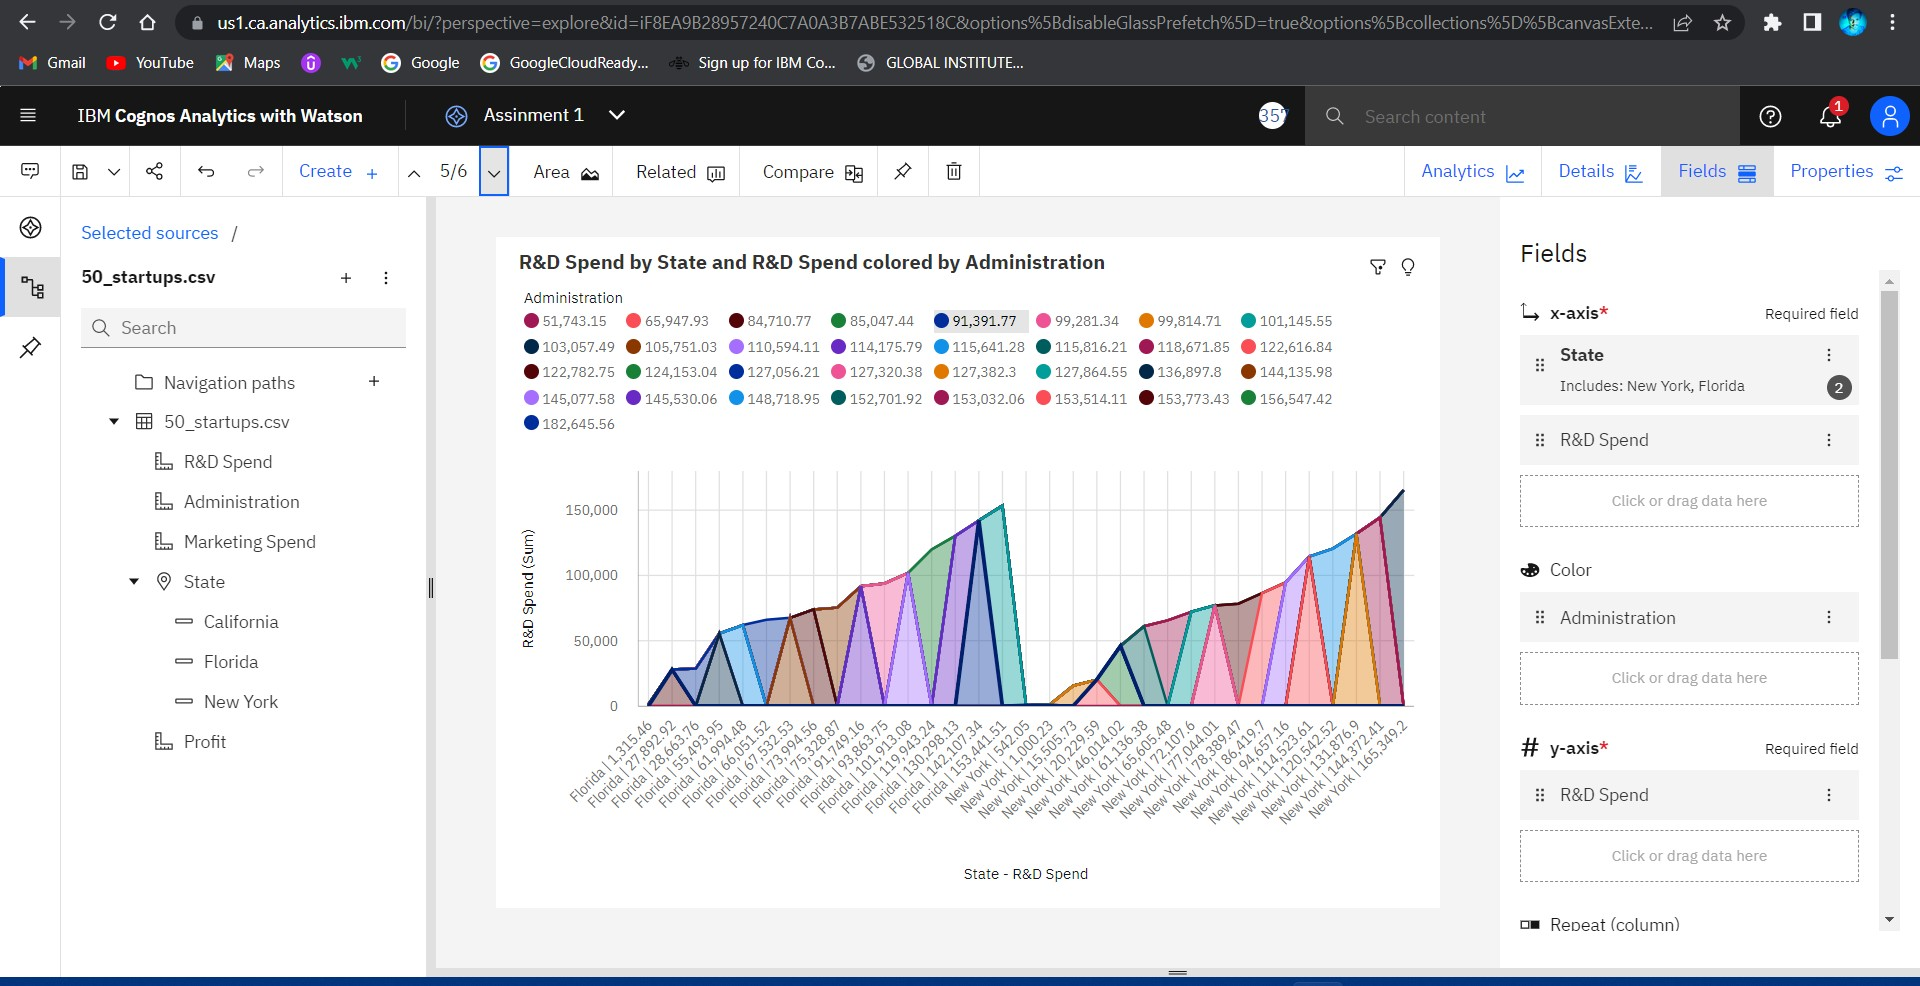 us1.ca.analytics.ibm.com/bi/?perspective=explore&id=iF8EA9B28957240C7A0A3B7ABE532518C&options%5BdisableGlassPrefetch%5D=true&options%5Bcollections%5D%5BcanvasExte...
Gmail YouTube Maps Google GoogleCloudReady... Sign up for IBM Co... GLOBAL INSTITUTE...
IBM Cognos Analytics with Watson Assinment 1 357 Search content 1
Create + 5/6 Area Related Compare Analytics Details Fields Properties
Selected sources /
50_startups.csv
Search
Navigation paths
50_startups.csv
R&D Spend
Administration
Marketing Spend
State
California
Florida
New York
Profit
R&D Spend by State and R&D Spend colored by Administration
Administration
51,743.15 65,947.93 84,710.77 85,047.44 91,391.77 99,281.34 99,814.71 101,145.55
103,057.49 105,751.03 110,594.11 114,175.79 115,641.28 115,816.21 118,671.85 122,616.84
122,782.75 124,153.04 127,056.21 127,320.38 127,382.3 127,864.55 136,897.8 144,135.98
145,077.58 145,530.06 148,718.95 152,701.92 153,032.06 153,514.11 153,773.43 156,547.42
182,645.56
R&D Spend (Sum)
150,000
100,000
50,000
0
Florida | 1,315.46
Florida | 27,892.92
Florida | 28,663.76
Florida | 55,493.95
Florida | 61,994.48
Florida | 66,051.52
Florida | 67,532.53
Florida | 73,994.56
Florida | 75,328.87
Florida | 91,749.16
Florida | 93,863.75
Florida | 101,913.08
Florida | 119,943.24
Florida | 130,298.13
Florida | 142,107.34
Florida | 153,441.51
New York | 542.05
New York | 1,000.23
New York | 15,505.73
New York | 20,229.59
New York | 46,014.02
New York | 61,136.38
New York | 65,605.48
New York | 72,107.6
New York | 77,044.01
New York | 78,389.47
New York | 86,419.7
New York | 94,657.16
New York | 114,523.61
New York | 120,542.52
New York | 131,876.9
New York | 144,372.41
New York | 165,349.2
State - R&D Spend
Fields
x-axis* Required field
State
Includes: New York, Florida 2
R&D Spend
Click or drag data here
Color
Administration
Click or drag data here
# y-axis* Required field
R&D Spend
Click or drag data here
Repeat (column)